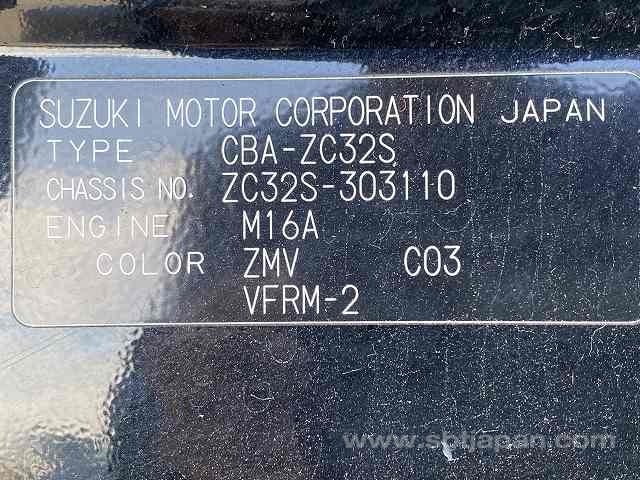 SUZUKI MOTOR CORPORATION JAPAN
TYPE CBA-ZC32S
CHASSIS NO. ZC32S-303110
ENGINE M16A
COLOR ZMV C03
VFRM-2
www.sbtjapan.com